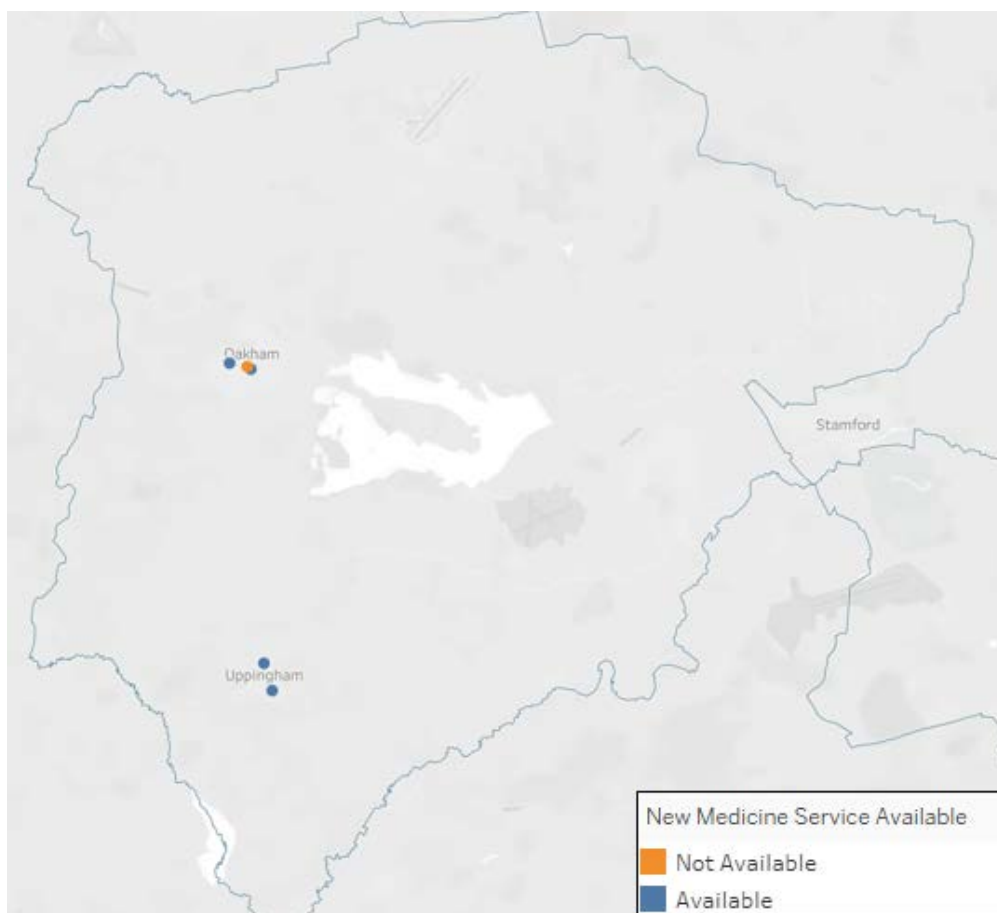 Oakham
Stamford
Uppingham
New Medicine Service Available
Not Available
Available